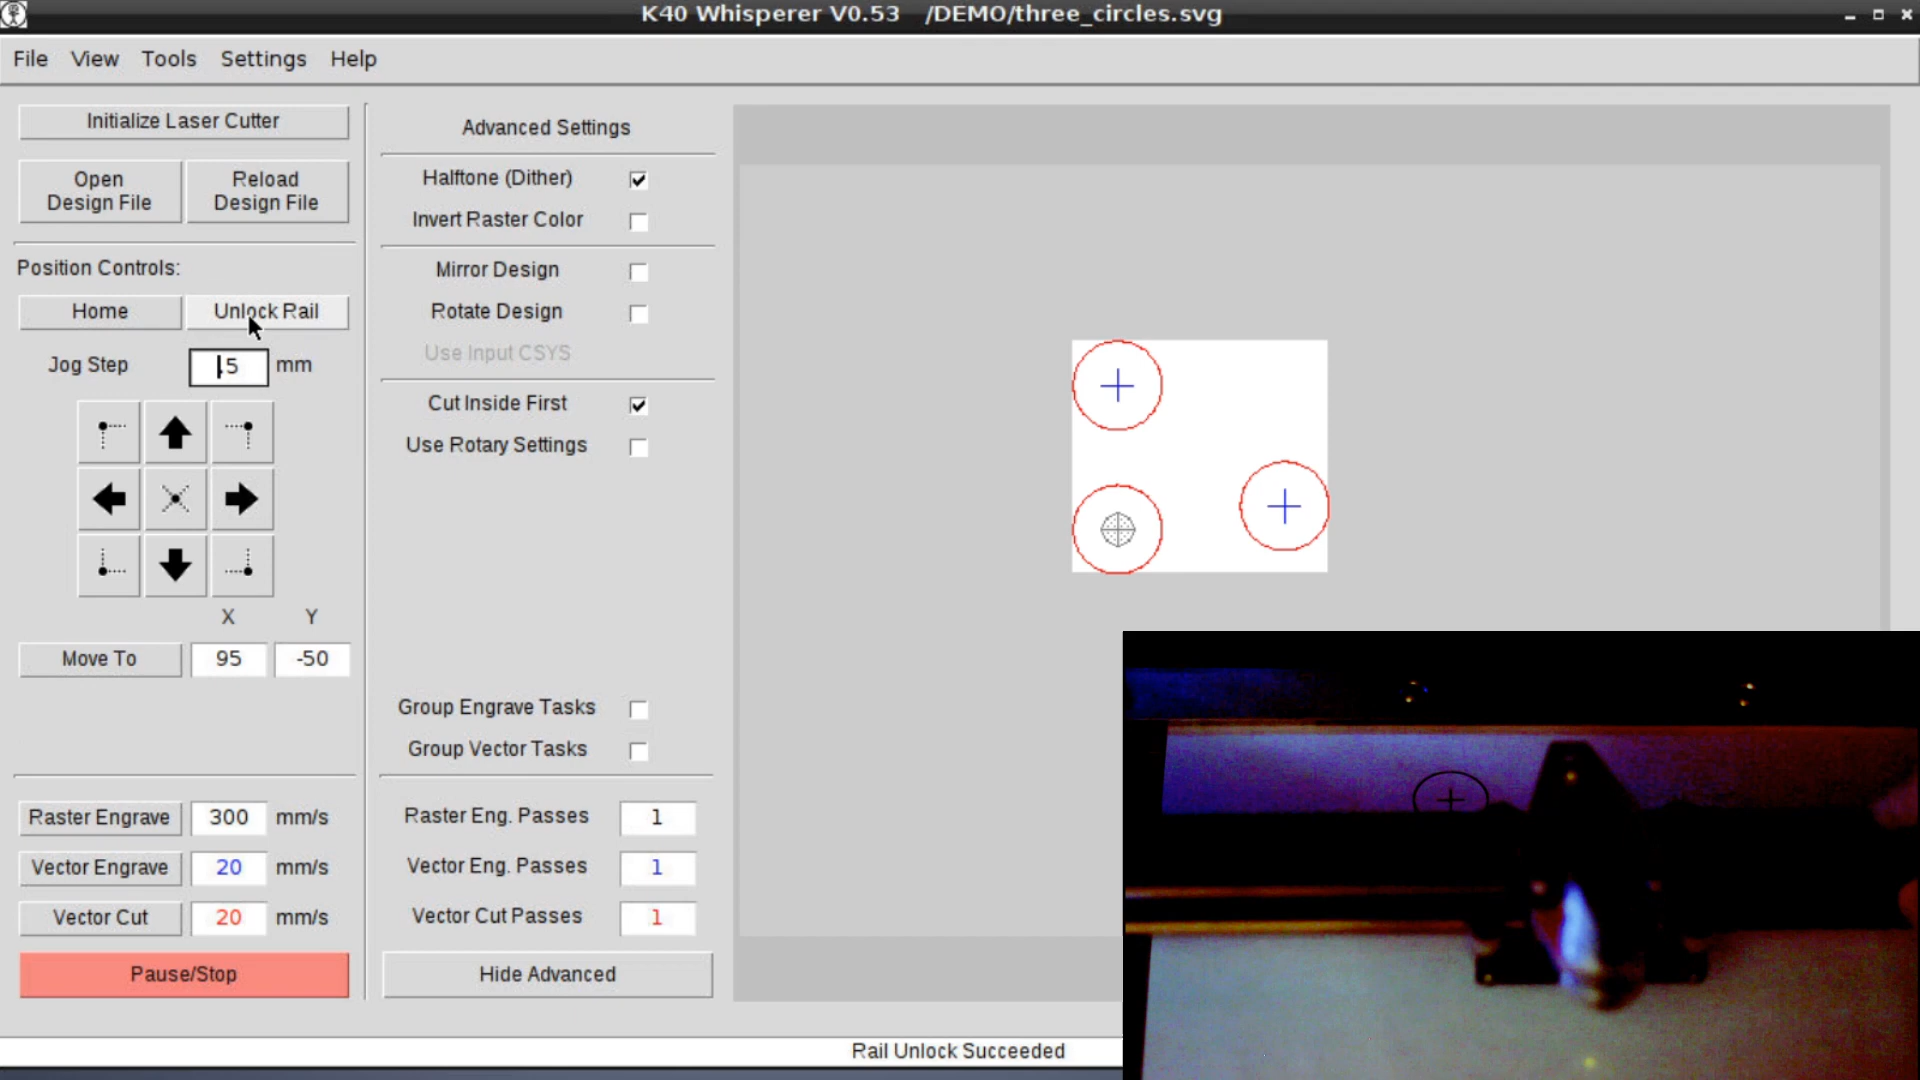 K40 Whisperer V0.53 /DEMO/three_circles.svg
File View Tools Settings Help
Initialize Laser Cutter
Open
Design File
Reload
Design File
Position Controls:
Home
Unlock Rail
Jog Step .5 mm
X Y
Move To 95 -50
Raster Engrave 300 mm/s
Vector Engrave 20 mm/s
Vector Cut 20 mm/s
Pause/Stop
Advanced Settings
Halftone (Dither)
Invert Raster Color
Mirror Design
Rotate Design
Use Input CSYS
Cut Inside First
Use Rotary Settings
Group Engrave Tasks
Group Vector Tasks
Raster Eng. Passes 1
Vector Eng. Passes 1
Vector Cut Passes 1
Hide Advanced
Rail Unlock Succeeded